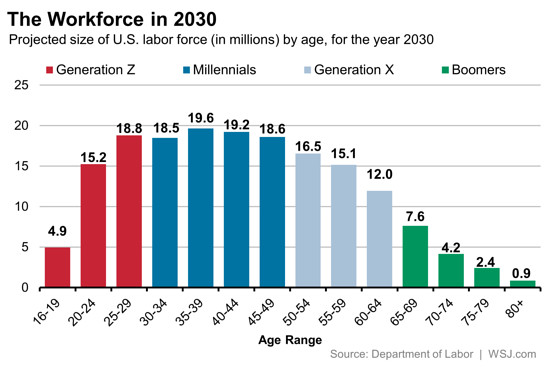 The Workforce in 2030
Projected size of U.S. labor force (in millions) by age, for the year 2030
Generation Z Millennials Generation X Boomers
25
20
15
10
5
0
4.9 15.2 18.8 18.5 19.6 19.2 18.6 16.5 15.1 12.0 7.6 4.2 2.4 0.9
16-19 20-24 25-29 30-34 35-39 40-44 45-49 50-54 55-59 60-64 65-69 70-74 75-79 80+
Age Range
Source: Department of Labor | WSJ.com